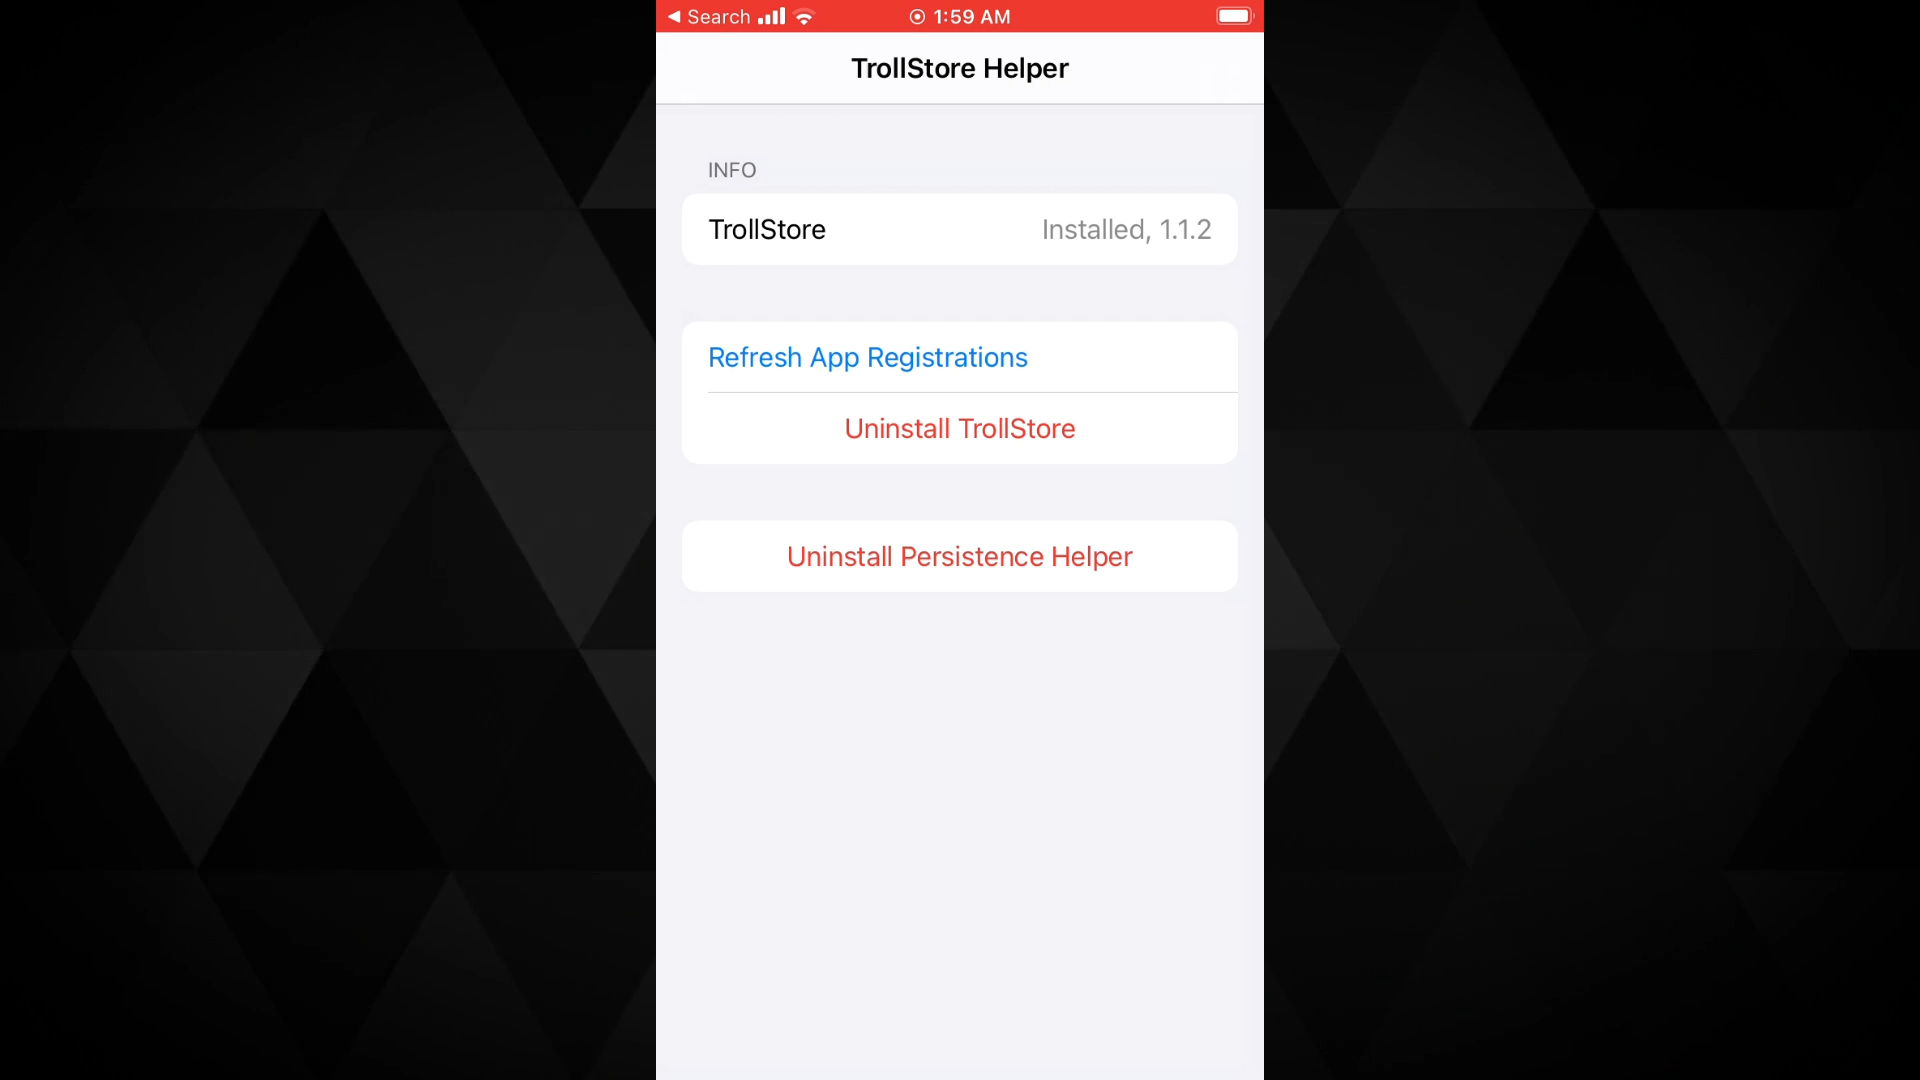 Search
1:59 AM
TrollStore Helper
INFO
TrollStore Installed, 1.1.2
Refresh App Registrations
Uninstall TrollStore
Uninstall Persistence Helper